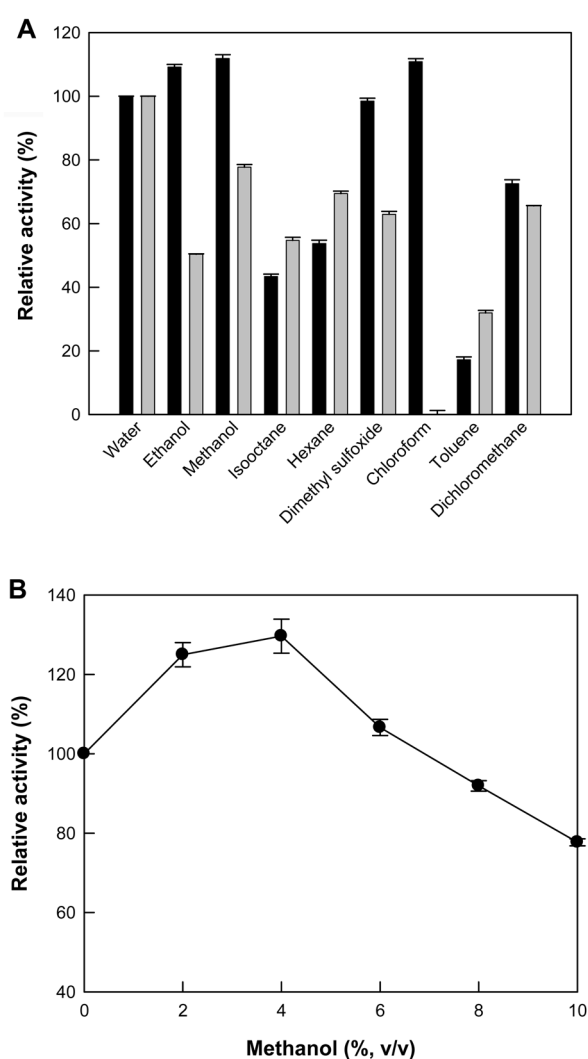 A
Relative activity (%)
120
100
80
60
40
20
0
Water
Ethanol
Methanol
Isooctane
Hexane
Dimethyl sulfoxide
Chloroform
Toluene
Dichloromethane
B
Relative activity (%)
140
120
100
80
60
40
0 2 4 6 8 10
Methanol (%, v/v)